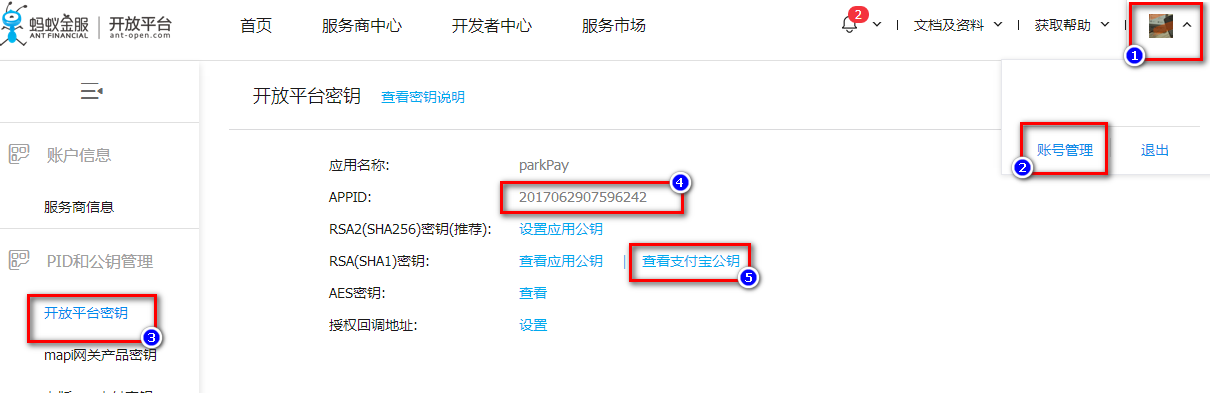 蚂蚁金服 开放平台
ANT FINANCIAL ant-open.com
首页 服务商中心 开发者中心 服务市场 2 文档及资料 获取帮助
1
开放平台密钥 查看密钥说明
账号管理 退出
2
账户信息
服务商信息
PID和公钥管理
开放平台密钥
3
mapi网关产品密钥
应用名称: parkPay
4
APPID: 2017062907596242
RSA2(SHA256)密钥(推荐): 设置应用公钥
RSA(SHA1)密钥: 查看应用公钥 | 查看支付宝公钥
5
AES密钥: 查看
授权回调地址: 设置